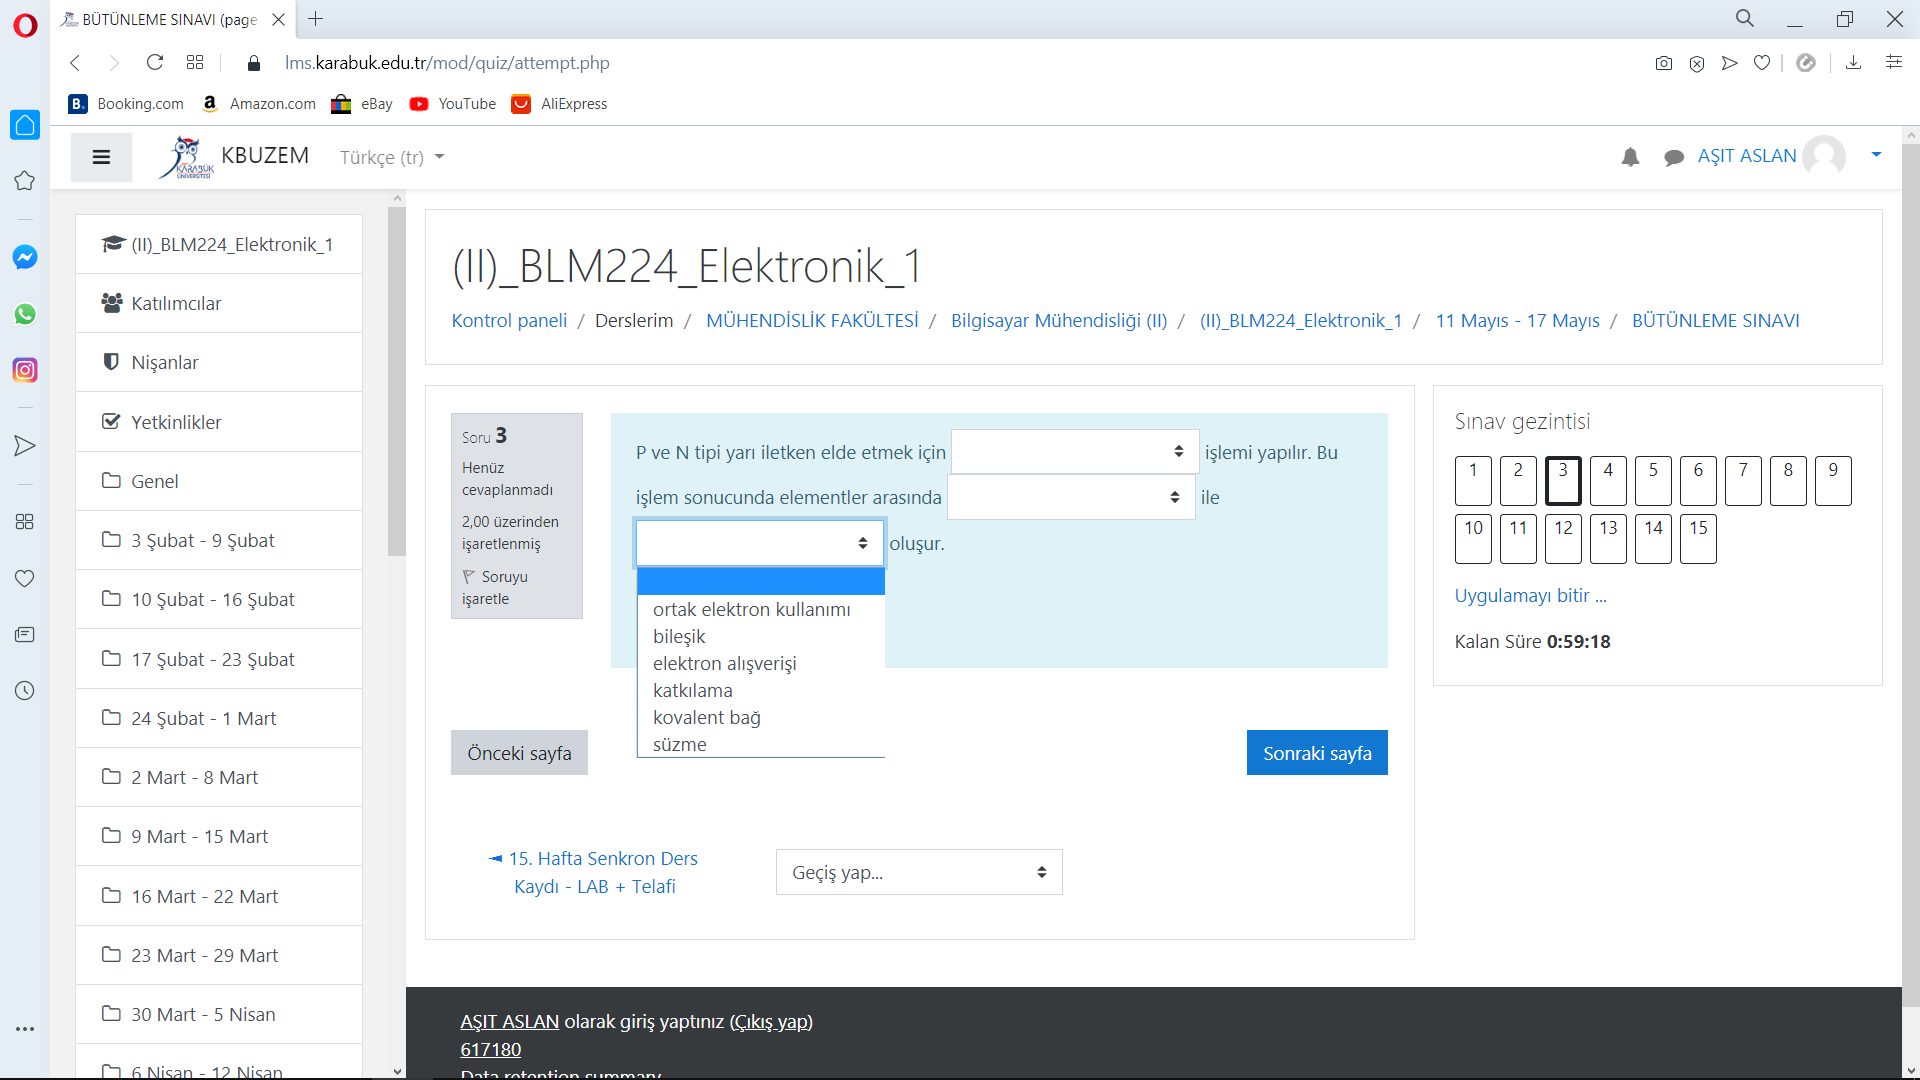 BÜTÜNLEME SINAVI (page
lms.karabuk.edu.tr/mod/quiz/attempt.php
Booking.com
Amazon.com
eBay
YouTube
AliExpress
KARABÜK
ÜNİVERSİTESİ
KBUZEM
Türkçe (tr)
AŞIT ASLAN
(II)_BLM224_Elektronik_1
Katılımcılar
Nişanlar
Yetkinlikler
Genel
3 Şubat - 9 Şubat
10 Şubat - 16 Şubat
17 Şubat - 23 Şubat
24 Şubat - 1 Mart
2 Mart - 8 Mart
9 Mart - 15 Mart
16 Mart - 22 Mart
23 Mart - 29 Mart
30 Mart - 5 Nisan
6 Nisan - 12 Nisan
(II)_BLM224_Elektronik_1
Kontrol paneli / Derslerim / MÜHENDİSLİK FAKÜLTESİ / Bilgisayar Mühendisliği (II) / (II)_BLM224_Elektronik_1 / 11 Mayıs - 17 Mayıs / BÜTÜNLEME SINAVI
Soru 3
Henüz
cevaplanmadı
2,00 üzerinden
işaretlenmiş
Soruyu
işaretle
P ve N tipi yarı iletken elde etmek için işlemi yapılır. Bu
işlem sonucunda elementler arasında ile
oluşur.
ortak elektron kullanımı
bileşik
elektron alışverişi
katkılama
kovalent bağ
süzme
Önceki sayfa
Sonraki sayfa
◄ 15. Hafta Senkron Ders
Kaydı - LAB + Telafi
Geçiş yap...
Sınav gezintisi
1 2 3 4 5 6 7 8 9
10 11 12 13 14 15
Uygulamayı bitir ...
Kalan Süre 0:59:18
AŞIT ASLAN olarak giriş yaptınız (Çıkış yap)
617180
Data retention summary